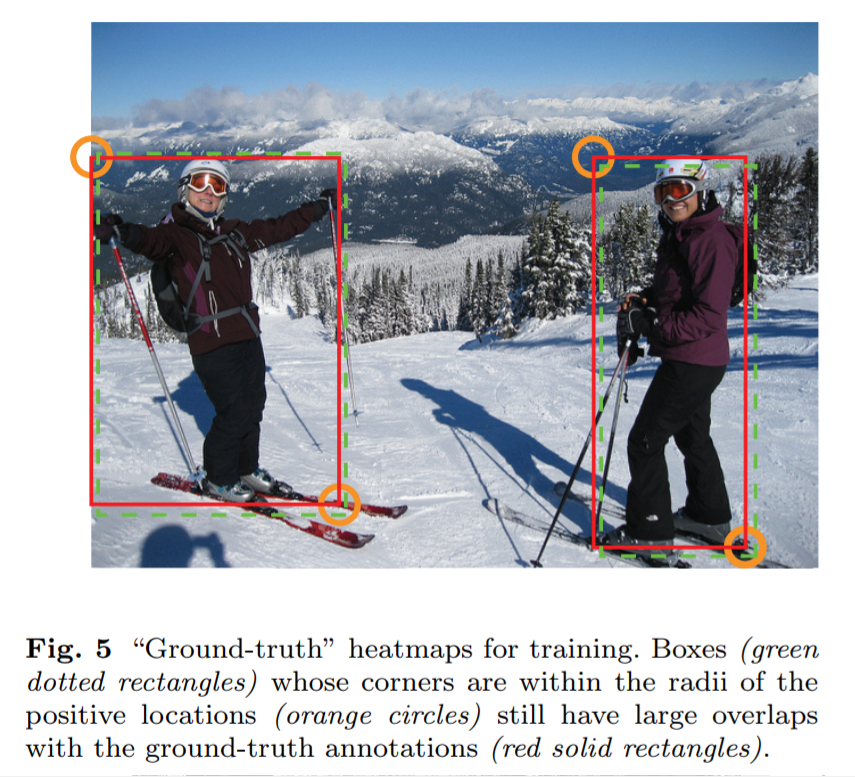 Fig. 5 “Ground-truth” heatmaps for training. Boxes (green
dotted rectangles) whose corners are within the radii of the
positive locations (orange circles) still have large overlaps
with the ground-truth annotations (red solid rectangles).